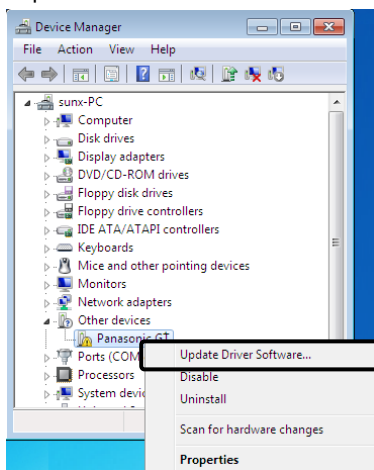 Device Manager
File Action View Help
sunx-PC
Computer
Disk drives
Display adapters
DVD/CD-ROM drives
Floppy disk drives
Floppy drive controllers
IDE ATA/ATAPI controllers
Keyboards
Mice and other pointing devices
Monitors
Network adapters
Other devices
Panasonic GT
Ports (COM
Update Driver Software...
Processors
Disable
System devic
Uninstall
Scan for hardware changes
Properties